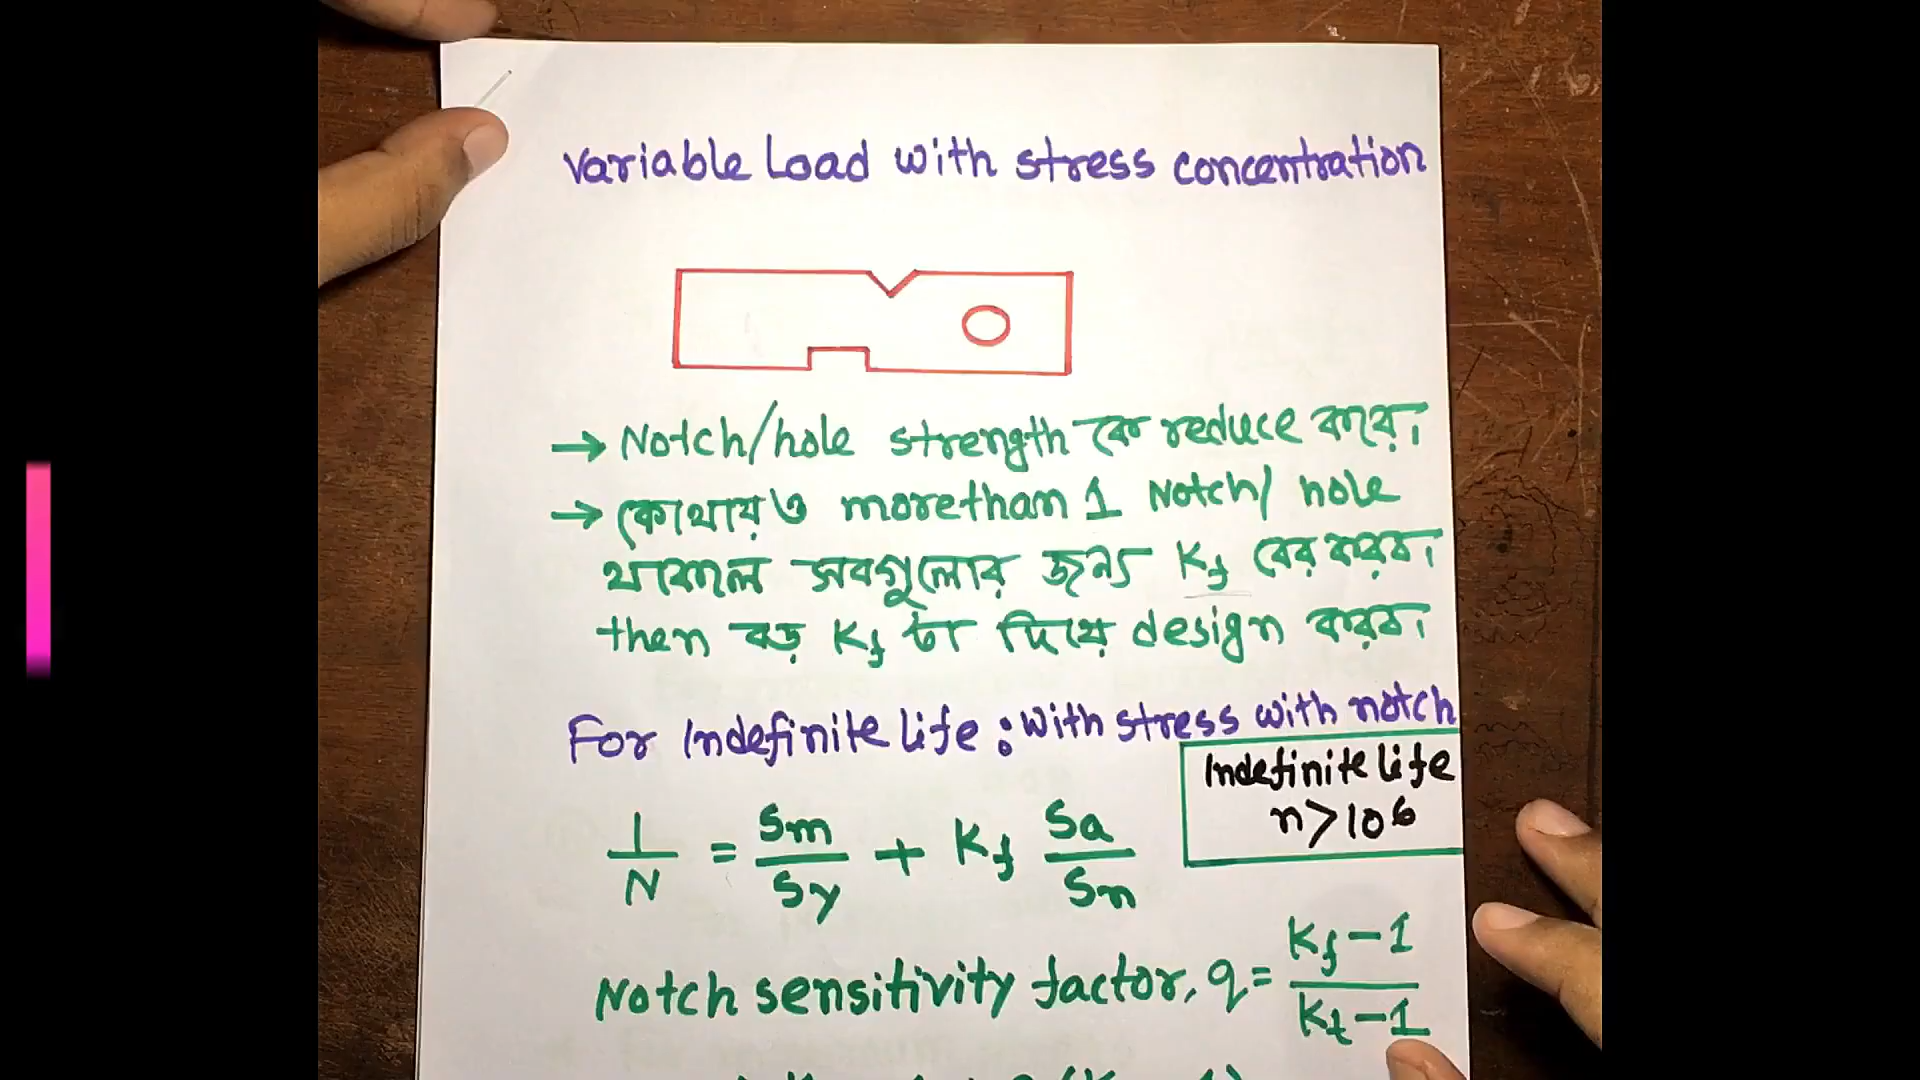 Variable Load with stress concentration
→ Notch/hole strength কে reduce করে।
→ কোথায়ও morethan 1 Notch/ hole
থাকলে সবগুলোর জন্য Kf বের করব।
then বড় Kf টা দিয়ে design করব।
For Indefinite life : With stress with notch
Indefinite life
n > 10^6
1/N = Sm/Sy + Kf Sa/Sn
Notch sensitivity factor, q = Kf-1/Kt-1